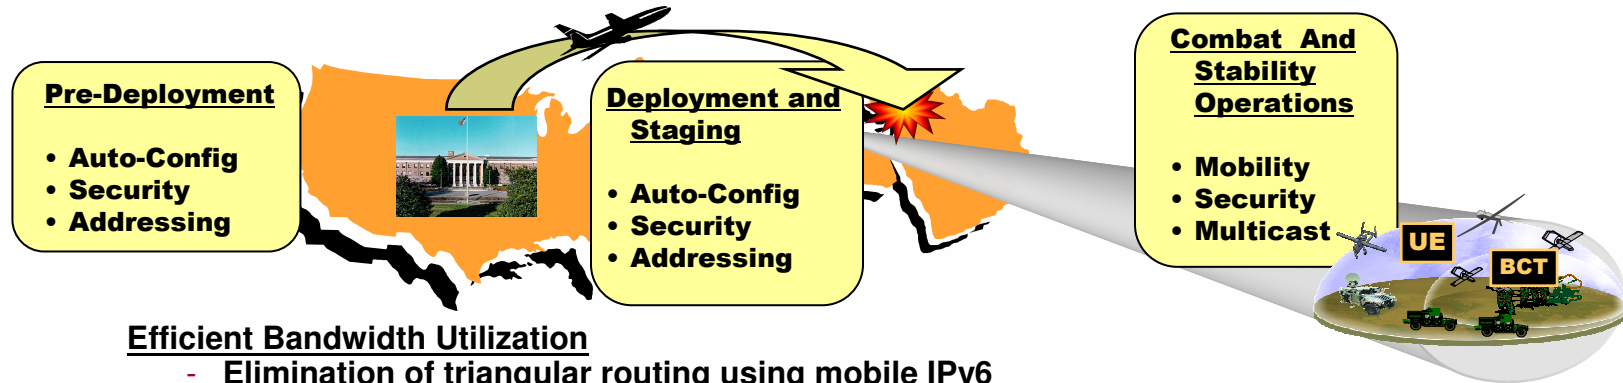 Pre-Deployment
• Auto-Config
• Security
• Addressing
Deployment and
Staging
• Auto-Config
• Security
• Addressing
Combat And
Stability
Operations
• Mobility
• Security
• Multicast
UE
BCT
Efficient Bandwidth Utilization
- Elimination of triangular routing using mobile IPv6